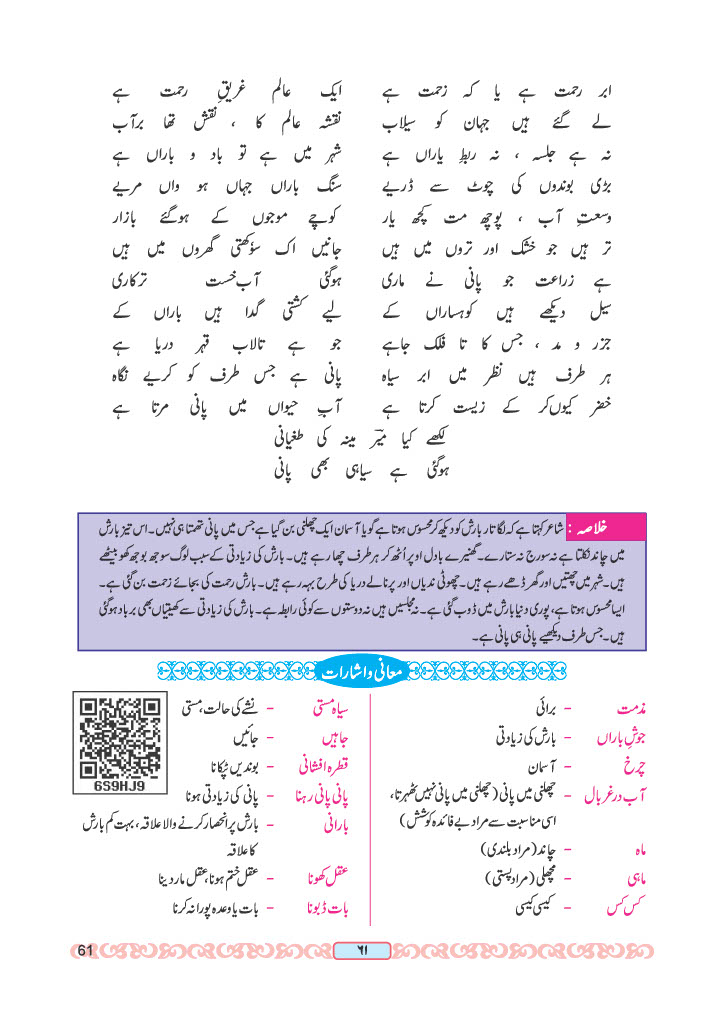 ابر رحمت ہے یا کہ زحمت ہے ایک عالم غریقِ رحمت ہے
لے گئے ہیں جہان کو سیلاب نقشہ عالم کا ، نقش تھا برآب
نہ ہے جلسہ ، نہ ربطِ یاراں ہے شہر میں ہے تو باد و باراں ہے
بڑی بوندوں کی چوٹ سے ڈریے سنگ باراں جہاں ہو واں مریے
وسعتِ آب ، پوچھ مت کچھ یار کوچے موجوں کے ہوگئے بازار
تر ہیں جو خشک اور تروں میں ہیں جانیں اک سؤکھتی گھروں میں ہیں
ہے زراعت جو پانی نے ماری ہوگئی آب خست ترکاری
سیل دیکھے ہیں کوہساراں کے لیے کشتی گدا ہیں باراں کے
جزر و مد ، جس کا تا فلک جاہے جو ہے تالاب قہرِ دریا ہے
ہر طرف ہیں نظر میں ابرِ سیاہ پانی ہے جس طرف کو کریے نگاہ
خضر کیوں کر کے زیست کرتا ہے آبِ حیواں میں پانی مرتا ہے
لکھے کیا میرؔ مینہ کی طغیانی
ہوگئی ہے سیاہی بھی پانی
خلاصہ : شاعر کہتا ہے کہ لگاتار بارش کو دیکھ کر محسوس ہوتا ہے گویا آسمان ایک چھلنی بن گیا ہے جس میں پانی تھمتا ہی نہیں۔ اس تیز بارش
میں چاند نکلتا ہے نہ سورج نہ ستارے۔ گھنیرے بادل اوپر اُٹھ کر ہر طرف چھا رہے ہیں۔ بارش کی زیادتی کے سبب لوگ سوجھ بوجھ کھو بیٹھے
ہیں۔ شہر میں چھتیں اور گھر ڈھے رہے ہیں۔ چھوٹی ندیاں اور پرنالے دریا کی طرح بہہ رہے ہیں۔ بارش رحمت کی بجائے زحمت بن گئی ہے۔
ایسا محسوس ہوتا ہے، پوری دنیا بارش میں ڈوب گئی ہے۔ نہ مجلسیں ہیں نہ دوستوں سے کوئی رابطہ ہے۔ بارش کی زیادتی سے کھیتیاں بھی برباد ہوگئی
ہیں۔ جس طرف دیکھیے پانی ہی پانی ہے۔
معانی و اشارات
مذمت - برائی
جوشِ باراں - بارش کی زیادتی
چرخ - آسمان
آب در غربال - چھلنی میں پانی (چھلنی میں پانی نہیں ٹھہرتا،
اسی مناسبت سے مراد بے فائدہ کوشش)
ماہ - چاند (مراد بلندی)
ماہی - مچھلی (مراد پستی)
کس کس - کیسی کیسی
سیاہ مستی - نشے کی حالت، مستی
جاہیں - جائیں
قطرہ افشانی - بوندیں ٹپکانا
پانی پانی رہنا - پانی کی زیادتی ہونا
بارانی - بارش پر انحصار کرنے والا علاقہ، بہت کم بارش
کا علاقہ
عقل کھونا - عقل ختم ہونا، عقل مار دینا
بات ڈبونا - بات یا وعدہ پورا نہ کرنا
6S9HJ9
61
۶۱